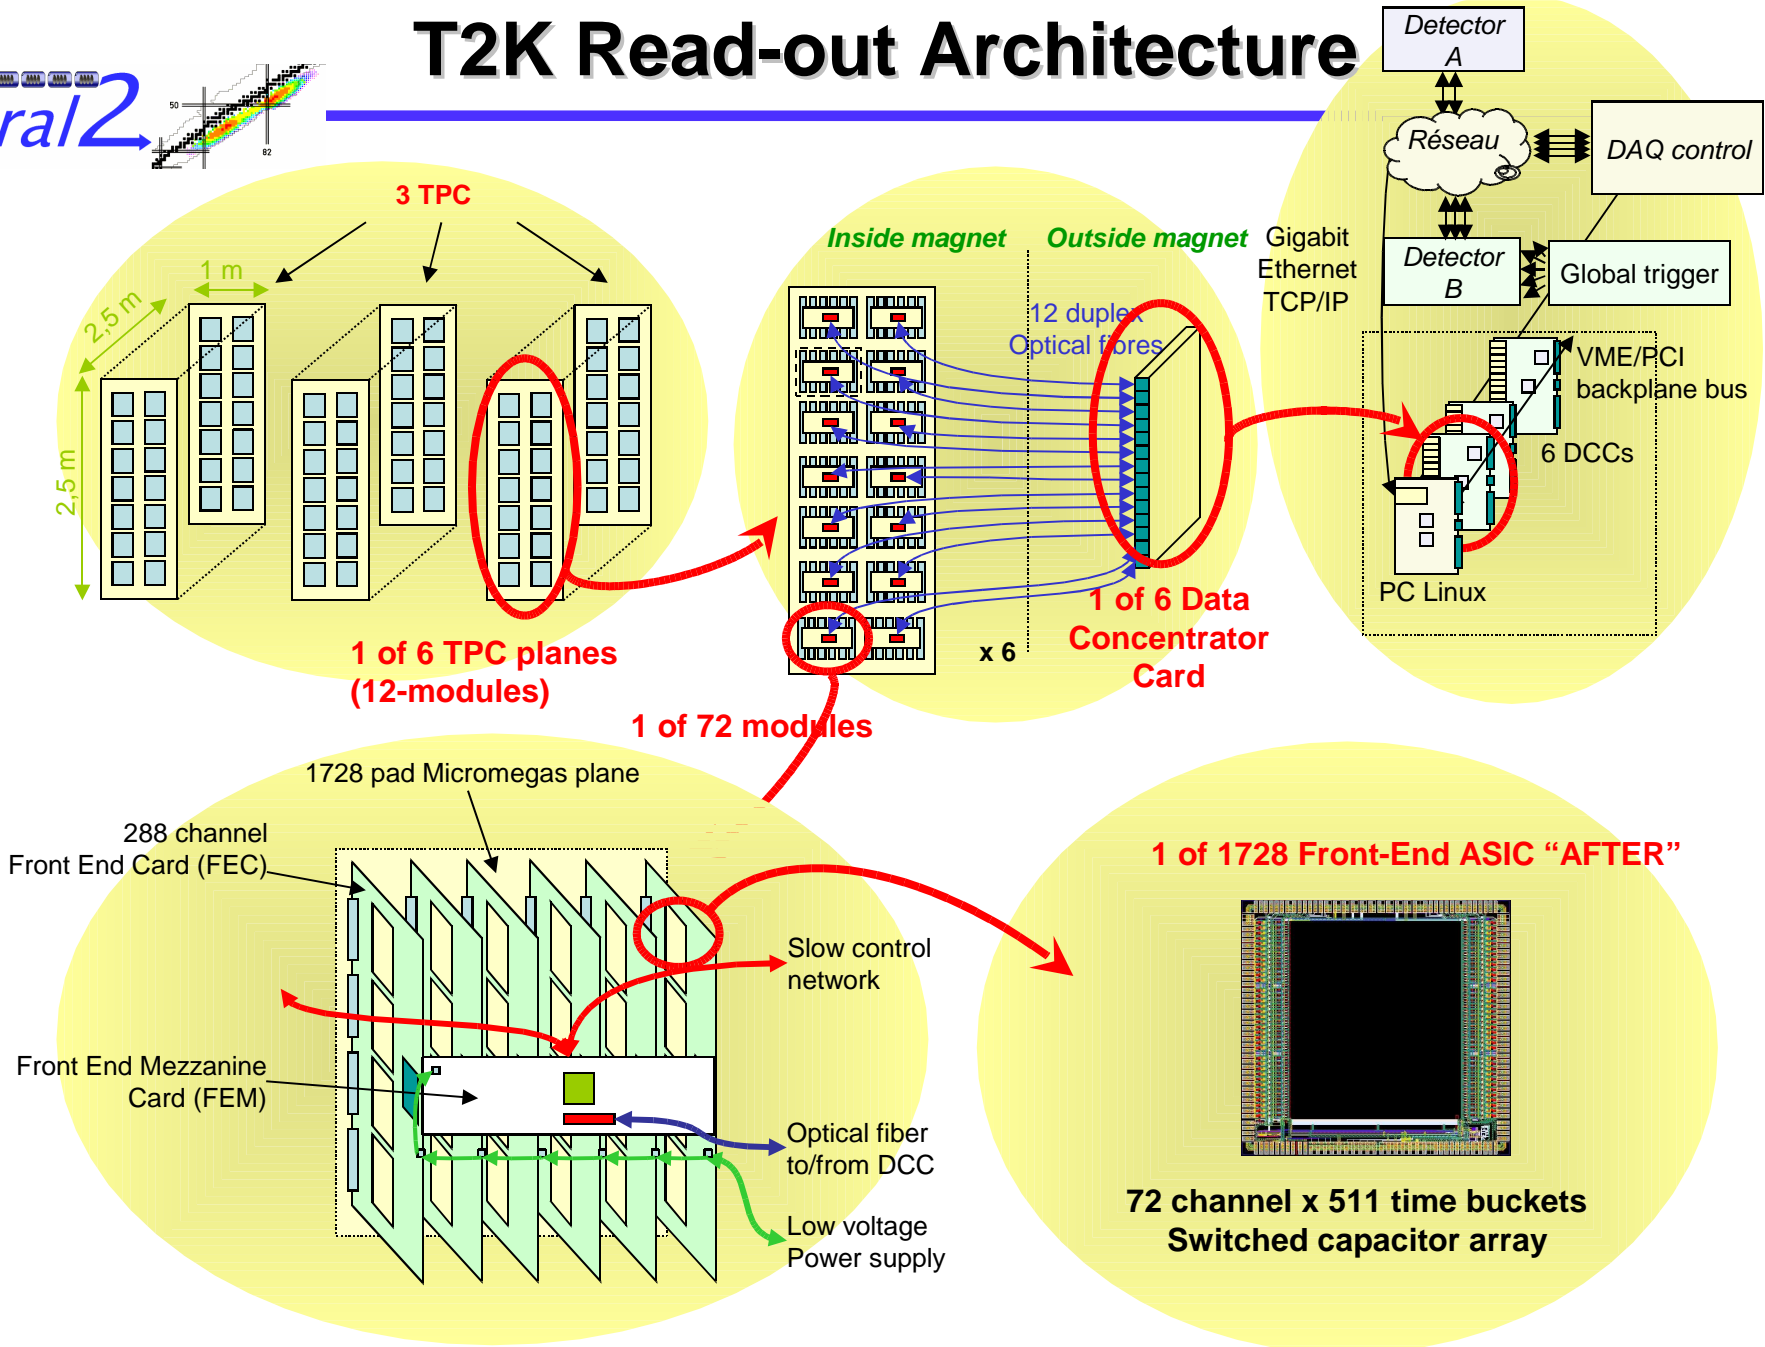 T2K Read-out Architecture
ral2
50
82
Detector
A
Réseau
DAQ control
Detector
B
Global trigger
Gigabit
Ethernet
TCP/IP
VME/PCI
backplane bus
6 DCCs
PC Linux
3 TPC
1 m
2,5 m
2,5 m
1 of 6 TPC planes
(12-modules)
Inside magnet
Outside magnet
12 duplex
Optical fibres
x 6
1 of 6 Data
Concentrator
Card
1 of 72 modules
1728 pad Micromegas plane
288 channel
Front End Card (FEC)
Front End Mezzanine
Card (FEM)
Slow control
network
Optical fiber
to/from DCC
Low voltage
Power supply
1 of 1728 Front-End ASIC “AFTER”
72 channel x 511 time buckets
Switched capacitor array